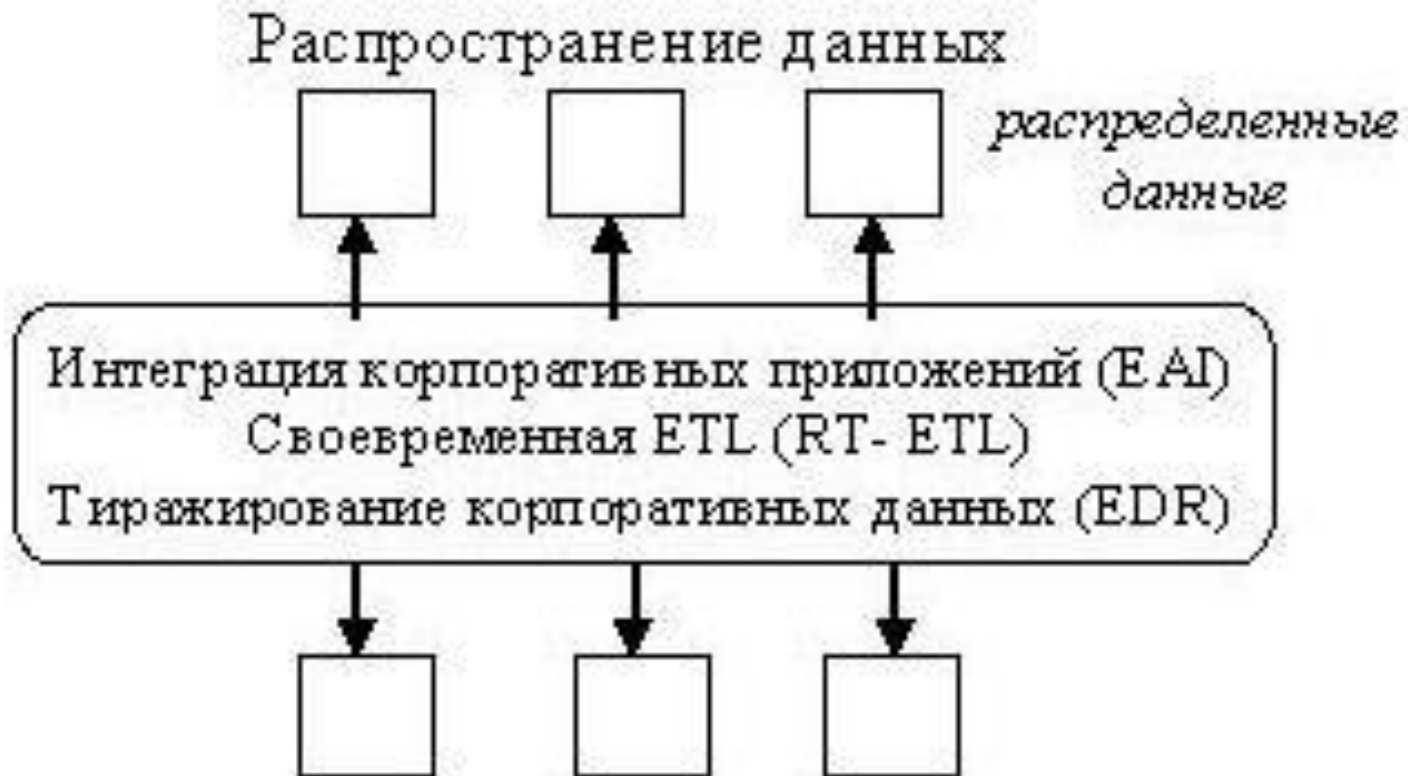 Распространение данных
распределенные
данные
Интеграция корпоративных приложений (EAI)
Своевременная ETL (RT- ETL)
Тиражирование корпоративных данных (EDR)